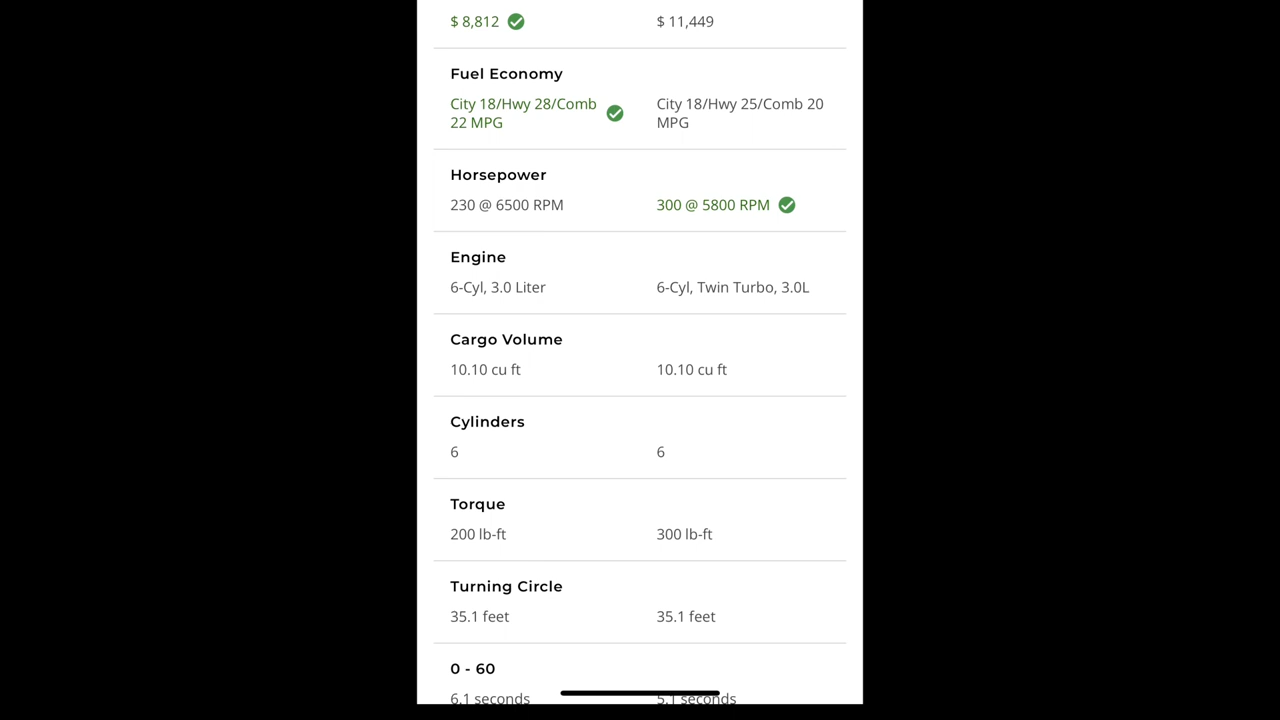 $ 8,812 $ 11,449
Fuel Economy
City 18/Hwy 28/Comb City 18/Hwy 25/Comb 20
22 MPG MPG
Horsepower
230 @ 6500 RPM 300 @ 5800 RPM
Engine
6-Cyl, 3.0 Liter 6-Cyl, Twin Turbo, 3.0L
Cargo Volume
10.10 cu ft 10.10 cu ft
Cylinders
6 6
Torque
200 lb-ft 300 lb-ft
Turning Circle
35.1 feet 35.1 feet
0 - 60
6.1 seconds 5.1 seconds